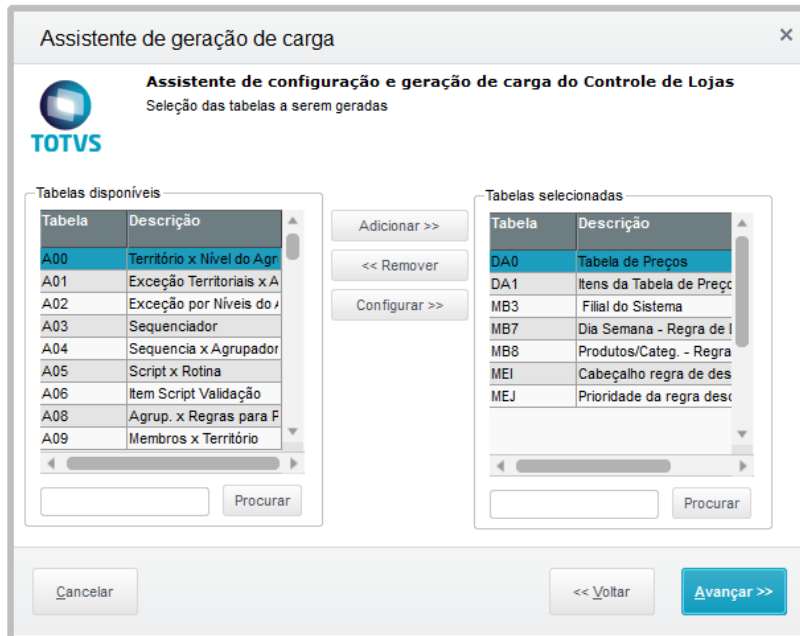 Assistente de geração de carga
×
Assistente de configuração e geração de carga do Controle de Lojas
Seleção das tabelas a serem geradas
TOTVS
Tabelas disponíveis
Tabela Descrição
A00 Território x Nível do Agr
A01 Exceção Territoriais x A
A02 Exceção por Níveis do
A03 Sequenciador
A04 Sequencia x Agrupador
A05 Script x Rotina
A06 Item Script Validação
A08 Agrup. x Regras para F
A09 Membros x Território
Procurar
Adicionar >>
<< Remover
Configurar >>
Tabelas selecionadas
Tabela Descrição
DA0 Tabela de Preços
DA1 Itens da Tabela de Preço
MB3 Filial do Sistema
MB7 Dia Semana - Regra de
MB8 Produtos/Categ. - Regra
MEI Cabeçalho regra de des
MEJ Prioridade da regra desc
Procurar
Cancelar
<< Voltar
Avançar >>